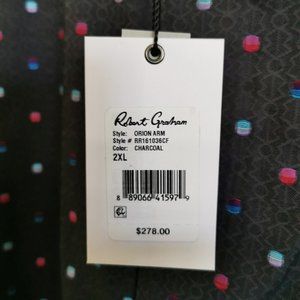 Robert Graham
Style: ORION ARM
Style # RR161036CF
Color: CHARCOAL
2XL
8 89066 41597 9
$278.00